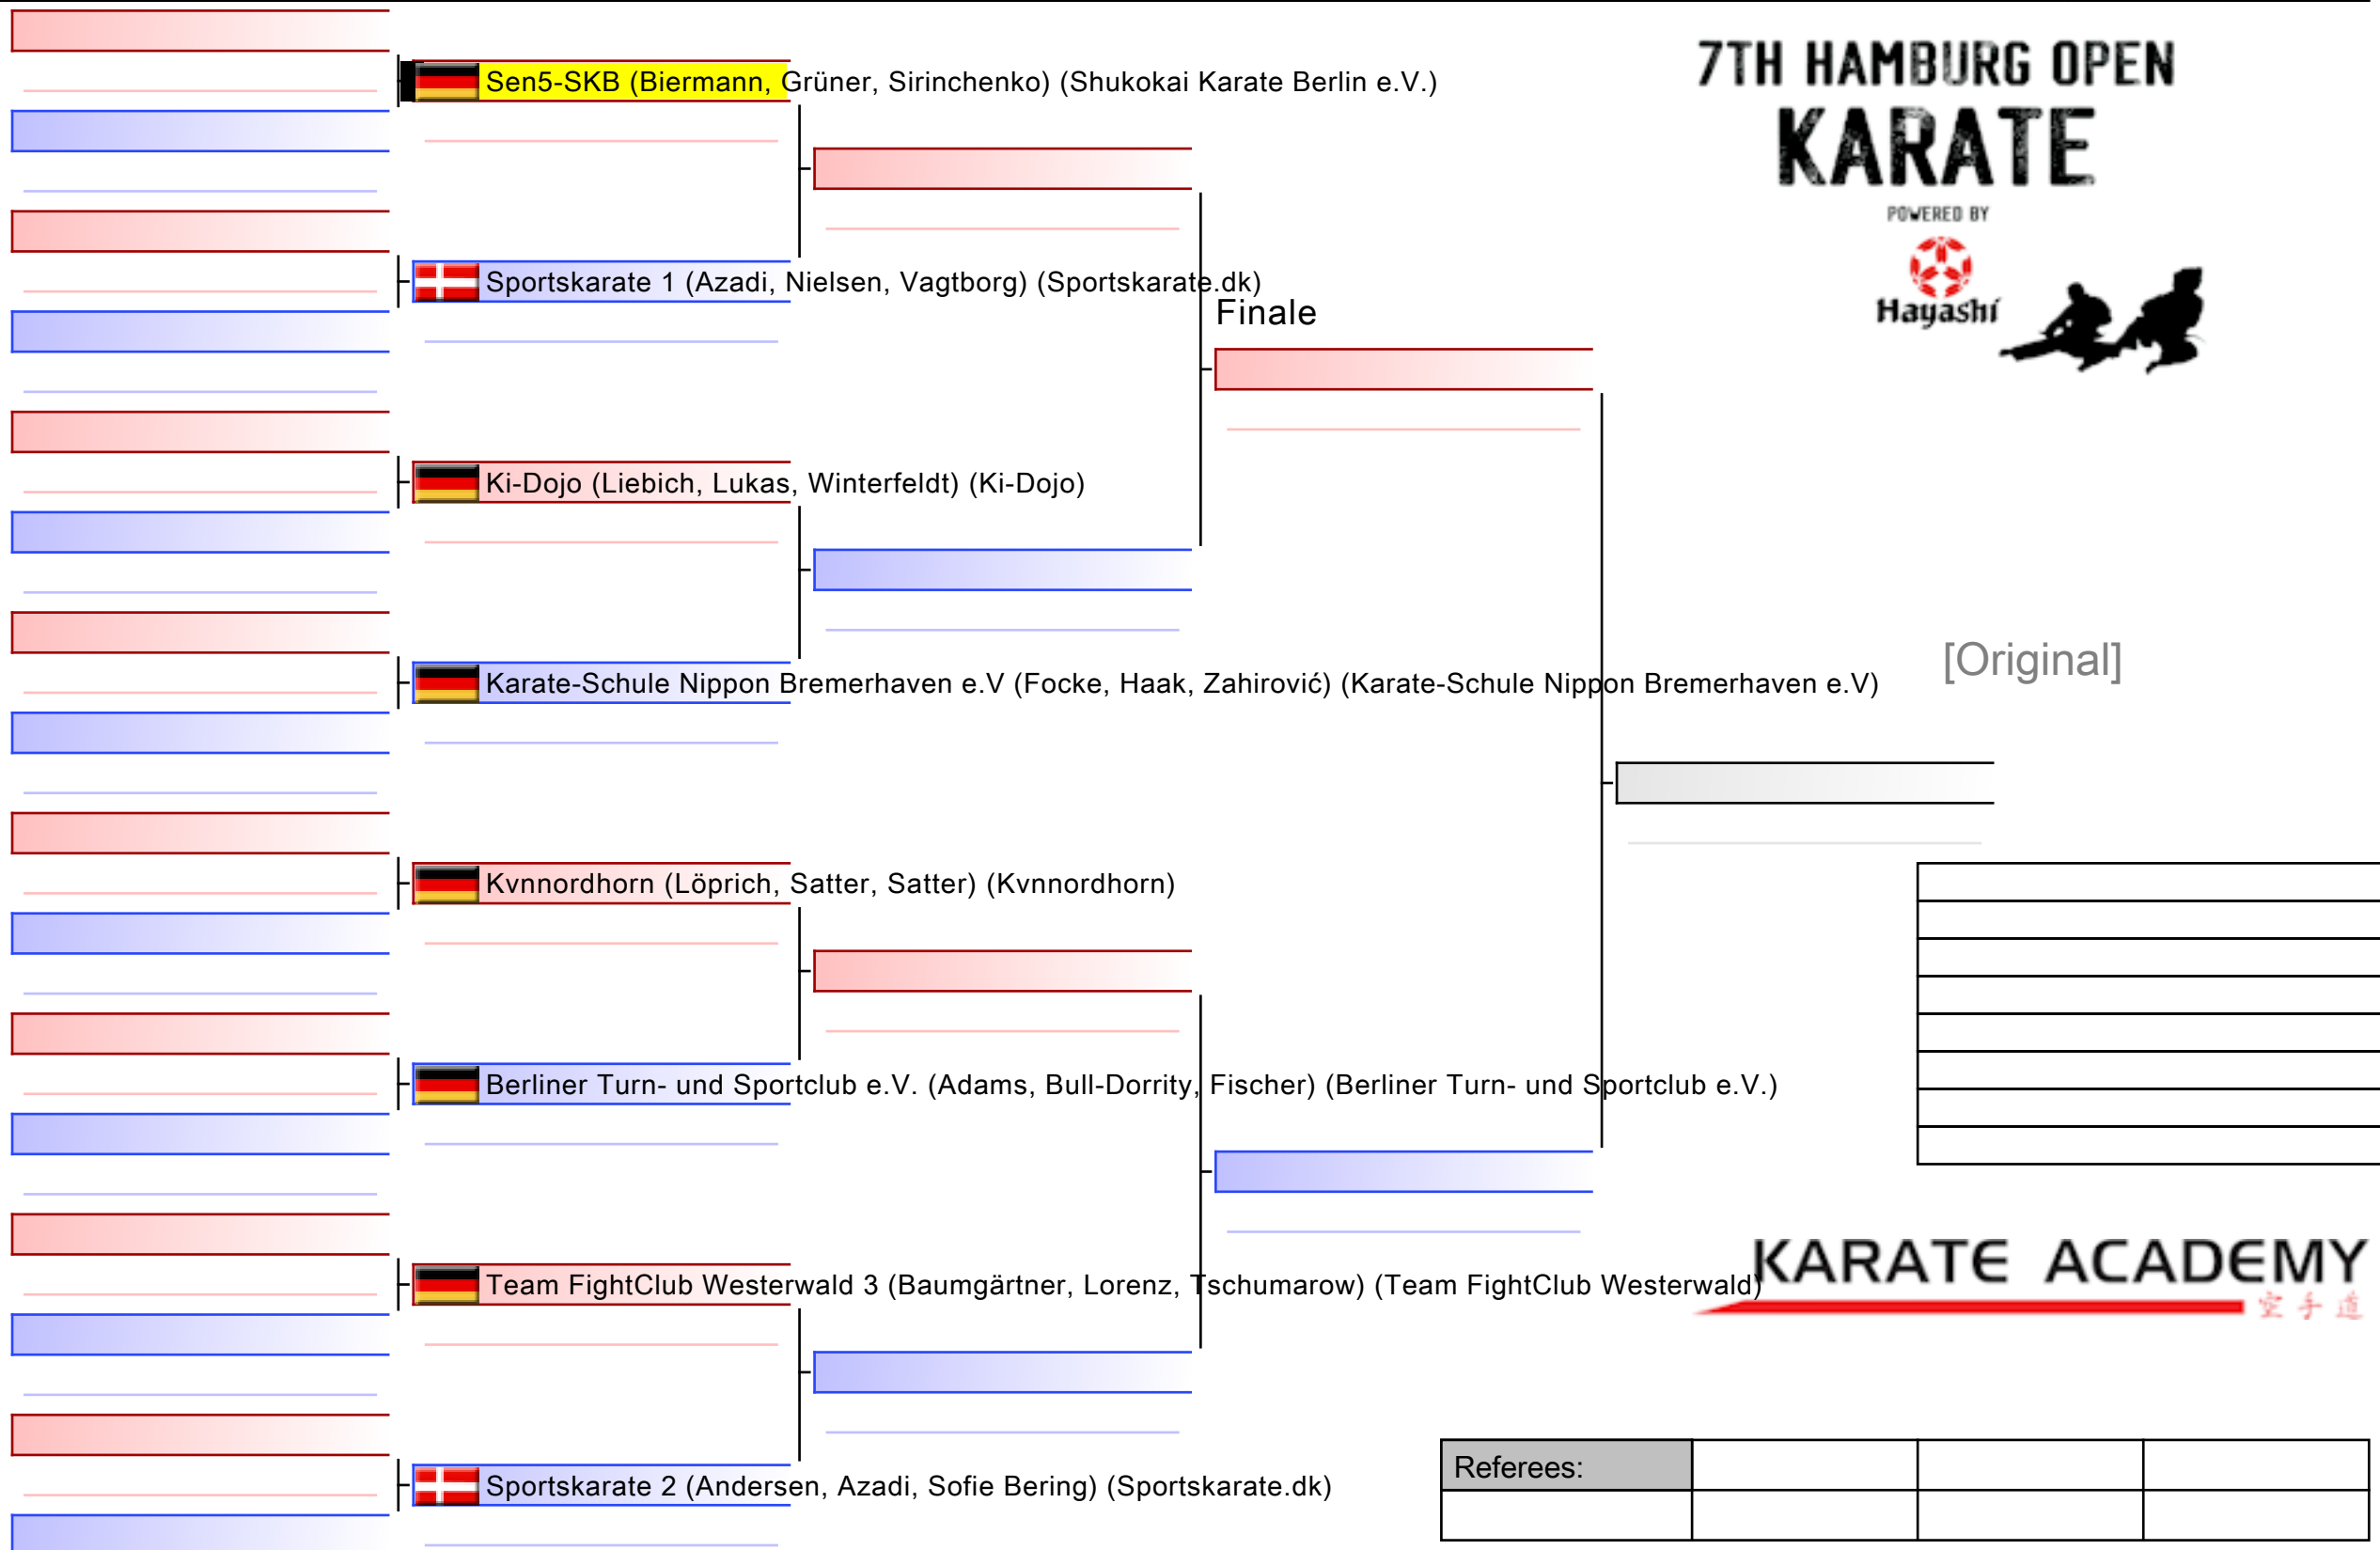 7TH HAMBURG OPEN
KARATE
POWERED BY
Hayashi
Sen5-SKB (Biermann, Grüner, Sirinchenko) (Shukokai Karate Berlin e.V.)
Sportskarate 1 (Azadi, Nielsen, Vagtborg) (Sportskarate.dk)
Finale
Ki-Dojo (Liebich, Lukas, Winterfeldt) (Ki-Dojo)
[Original]
Karate-Schule Nippon Bremerhaven e.V (Focke, Haak, Zahirović) (Karate-Schule Nippon Bremerhaven e.V)
Kvnnordhorn (Löprich, Satter, Satter) (Kvnnordhorn)
Berliner Turn- und Sportclub e.V. (Adams, Bull-Dorrity, Fischer) (Berliner Turn- und Sportclub e.V.)
Team FightClub Westerwald 3 (Baumgärtner, Lorenz, Tschumarow) (Team FightClub Westerwald)
KARATE ACADEMY
空手道
Sportskarate 2 (Andersen, Azadi, Sofie Bering) (Sportskarate.dk)
Referees: